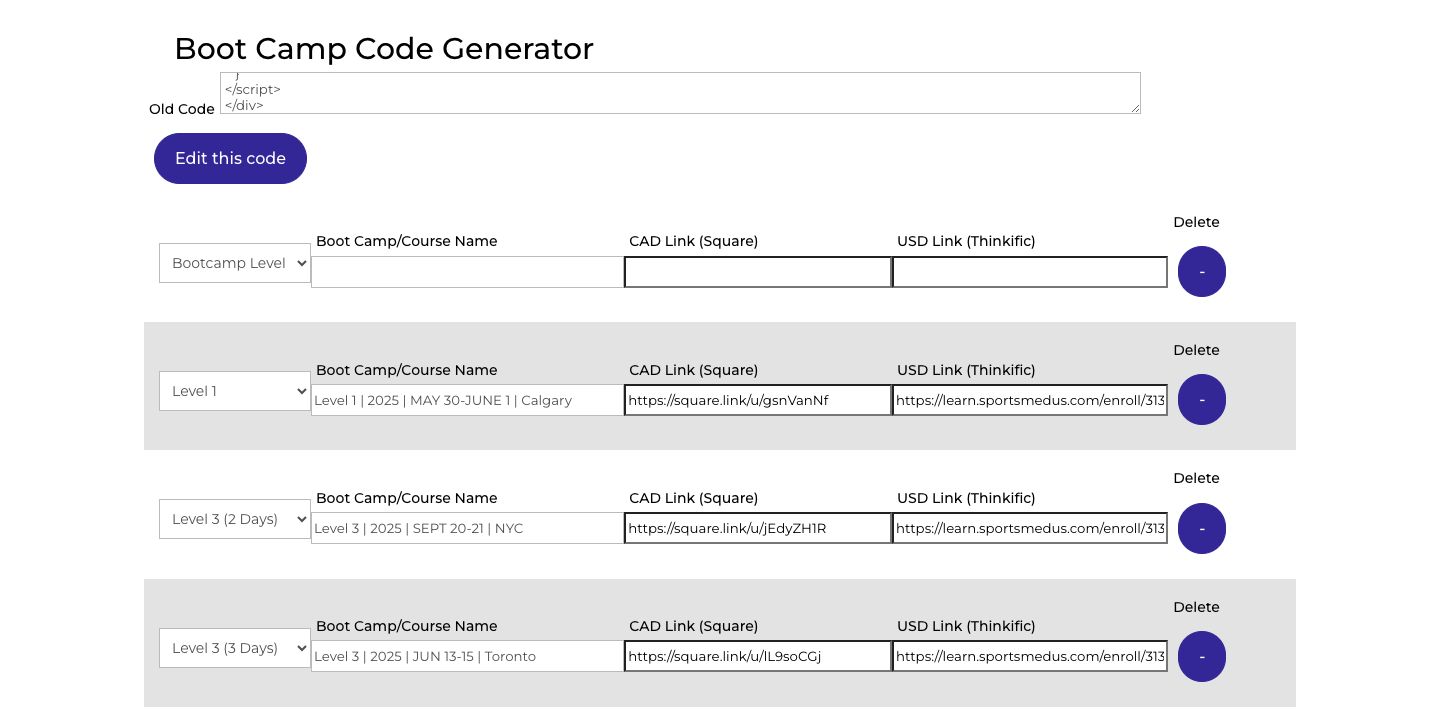 Boot Camp Code Generator
}
</script>
</div>
Old Code
Edit this code
Delete
Boot Camp/Course Name CAD Link (Square) USD Link (Thinkific)
Bootcamp Level
-
Delete
Boot Camp/Course Name CAD Link (Square) USD Link (Thinkific)
Level 1 Level 1 | 2025 | MAY 30-JUNE 1 | Calgary https://square.link/u/gsnVanNf https://learn.sportsmedus.com/enroll/313 -
Delete
Boot Camp/Course Name CAD Link (Square) USD Link (Thinkific)
Level 3 (2 Days) Level 3 | 2025 | SEPT 20-21 | NYC https://square.link/u/jEdyZH1R https://learn.sportsmedus.com/enroll/313 -
Delete
Boot Camp/Course Name CAD Link (Square) USD Link (Thinkific)
Level 3 (3 Days) Level 3 | 2025 | JUN 13-15 | Toronto https://square.link/u/lL9soCGj https://learn.sportsmedus.com/enroll/313 -